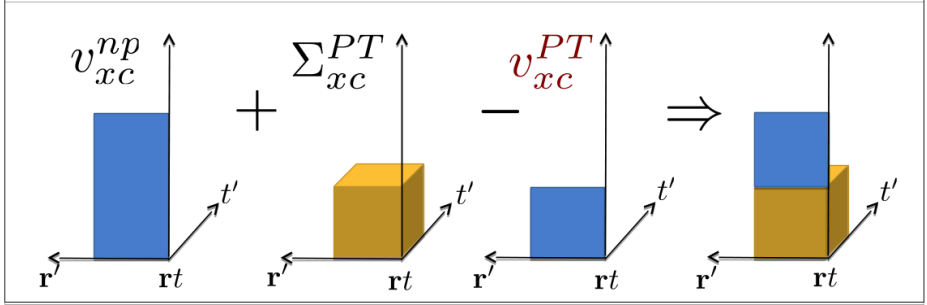 v_{xc}^{np} + Σ_{xc}^{PT} − v_{xc}^{PT} ⇒
t′ t′ t′ t′
r′ rt r′ rt r′ rt r′ rt